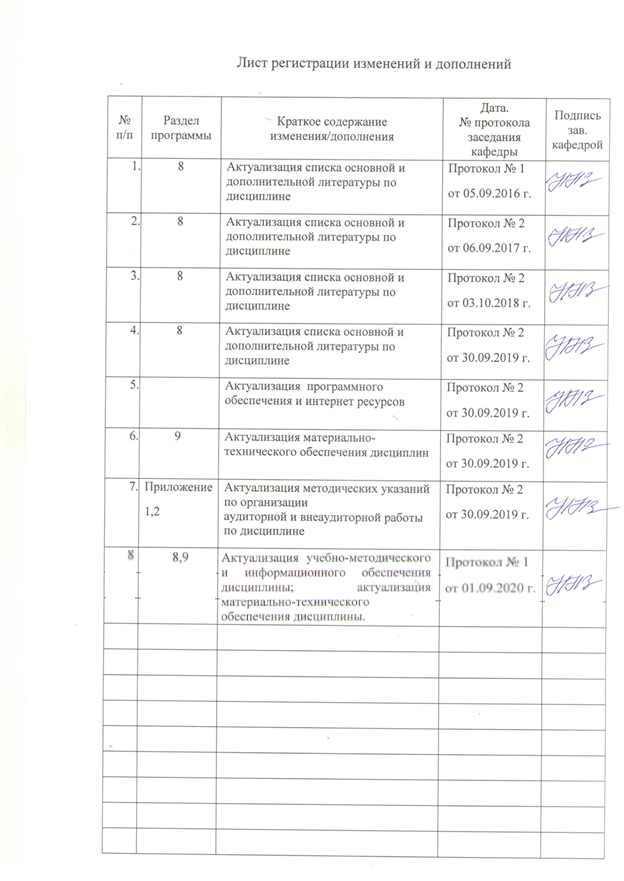 Лист регистрации изменений и дополнений
№
п/п
Раздел
программы
Краткое содержание
изменения/дополнения
Дата.
№ протокола
заседания
кафедры
Подпись
зав.
кафедрой
1.
8
Актуализация списка основной и
дополнительной литературы по
дисциплине
Протокол № 1
от 05.09.2016 г.
2.
8
Актуализация списка основной и
дополнительной литературы по
дисциплине
Протокол № 2
от 06.09.2017 г.
3.
8
Актуализация списка основной и
дополнительной литературы по
дисциплине
Протокол № 2
от 03.10.2018 г.
4.
8
Актуализация списка основной и
дополнительной литературы по
дисциплине
Протокол № 2
от 30.09.2019 г.
5.
Актуализация программного
обеспечения и интернет ресурсов
Протокол № 2
от 30.09.2019 г.
6.
9
Актуализация материально-
технического обеспечения дисциплин
Протокол № 2
от 30.09.2019 г.
7.
Приложение
1,2
Актуализация методических указаний
по организации
аудиторной и внеаудиторной работы
по дисциплине
Протокол № 2
от 30.09.2019 г.
8
8,9
Актуализация учебно-методического
и информационного обеспечения
дисциплины; актуализация
материально-технического
обеспечения дисциплины.
Протокол № 1
от 01.09.2020 г.